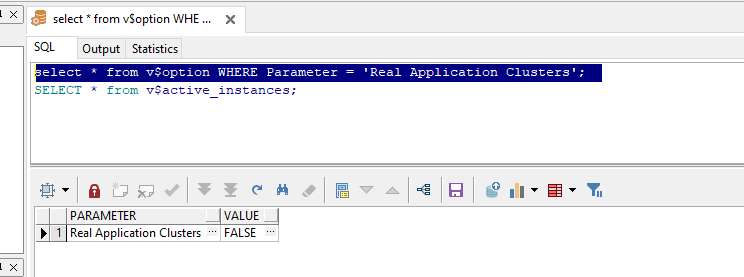 select * from v$option WHE ...
SQL Output Statistics
select * from v$option WHERE Parameter = 'Real Application Clusters';
SELECT * from v$active_instances;
PARAMETER VALUE
1 Real Application Clusters ... FALSE ...